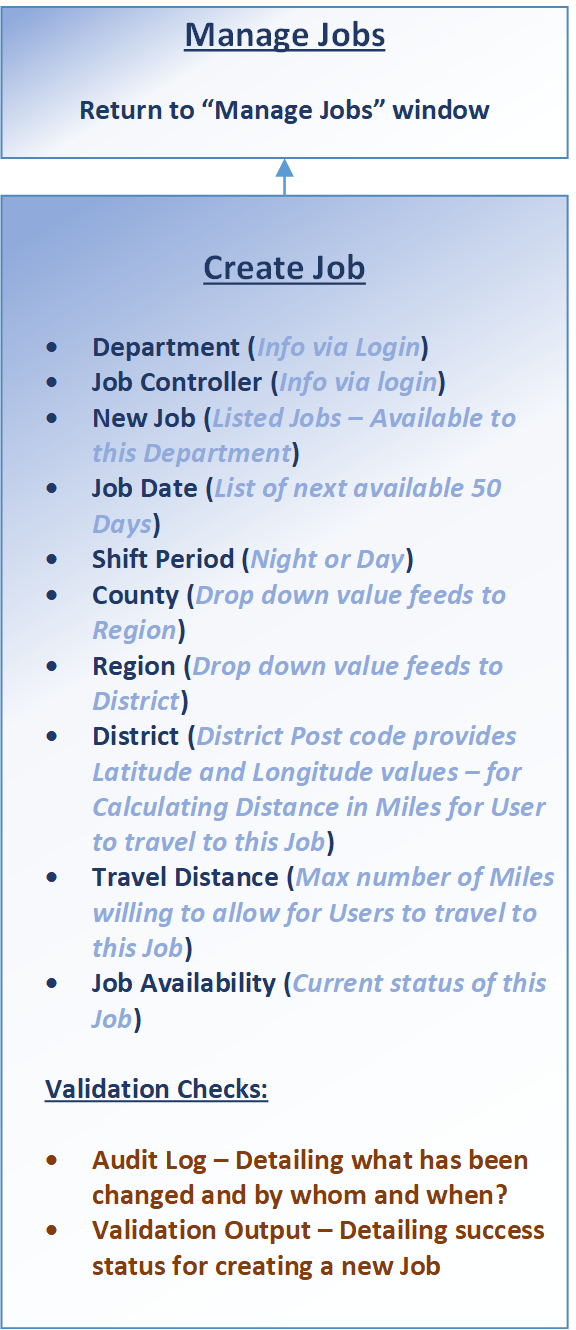 Manage Jobs
Return to “Manage Jobs” window
Create Job
• Department (Info via Login)
• Job Controller (Info via login)
• New Job (Listed Jobs – Available to
this Department)
• Job Date (List of next available 50
Days)
• Shift Period (Night or Day)
• County (Drop down value feeds to
Region)
• Region (Drop down value feeds to
District)
• District (District Post code provides
Latitude and Longitude values – for
Calculating Distance in Miles for User
to travel to this Job)
• Travel Distance (Max number of Miles
willing to allow for Users to travel to
this Job)
• Job Availability (Current status of this
Job)
Validation Checks:
• Audit Log – Detailing what has been
changed and by whom and when?
• Validation Output – Detailing success
status for creating a new Job